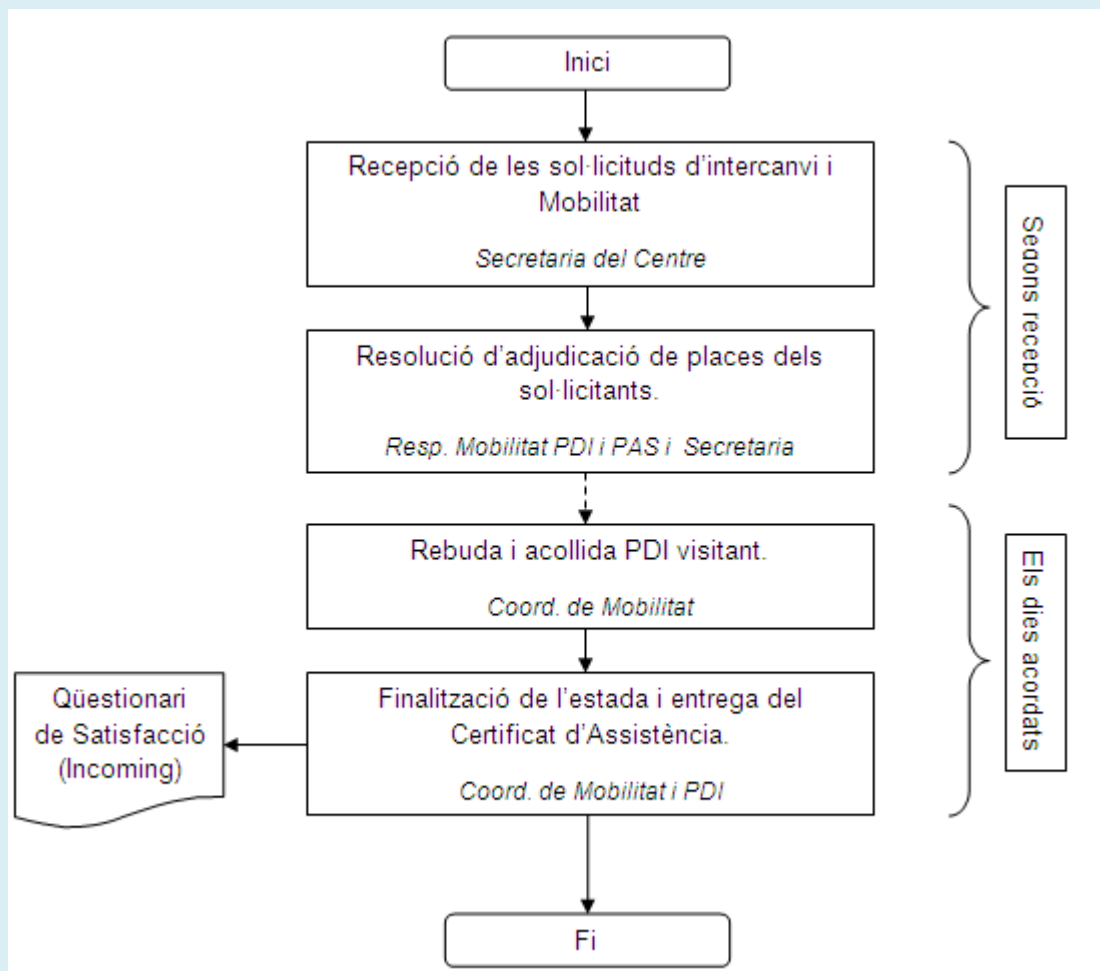 Inici
Recepció de les sol·licituds d'intercanvi i
Mobilitat
Secretaria del Centre
Resolució d'adjudicació de places dels
sol·licitants.
Resp. Mobilitat PDI i PAS i Secretaria
Segons recepció
Rebuda i acollida PDI visitant.
Coord. de Mobilitat
Finalització de l'estada i entrega del
Certificat d'Assistència.
Coord. de Mobilitat i PDI
Els dies acordats
Qüestionari
de Satisfacció
(Incoming)
Fi